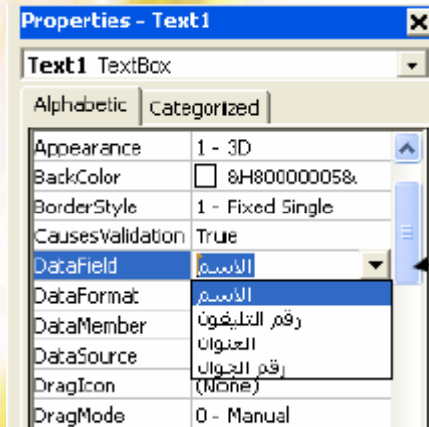 Properties - Text1
Text1 TextBox
Alphabetic Categorized
Appearance 1 - 3D
BackColor &H80000005&
BorderStyle 1 - Fixed Single
CausesValidation True
DataField الاسم
DataFormat الاسم
DataMember رقم التليفون
DataSource العنوان
رقم الجوال
DragIcon (None)
DragMode 0 - Manual